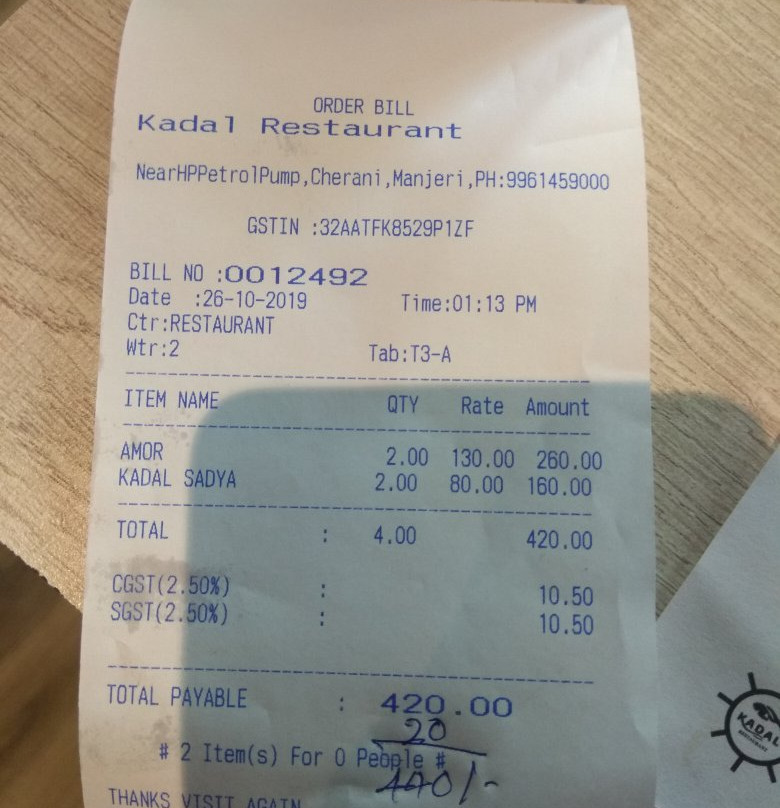 ORDER BILL
Kadal Restaurant
NearHPPetrolPump,Cherani,Manjeri,PH:9961459000
GSTIN :32AATFK8529P1ZF
BILL NO :0012492
Date :26-10-2019 Time:01:13 PM
Ctr:RESTAURANT
Wtr:2 Tab:T3-A
ITEM NAME QTY Rate Amount
AMOR 2.00 130.00 260.00
KADAL SADYA 2.00 80.00 160.00
TOTAL : 4.00 420.00
CGST(2.50%) : 10.50
SGST(2.50%) : 10.50
TOTAL PAYABLE : 420.00
20
# 2 Item(s) For 0 People #
440/-
THANKS VISIT AGAIN
KADAL